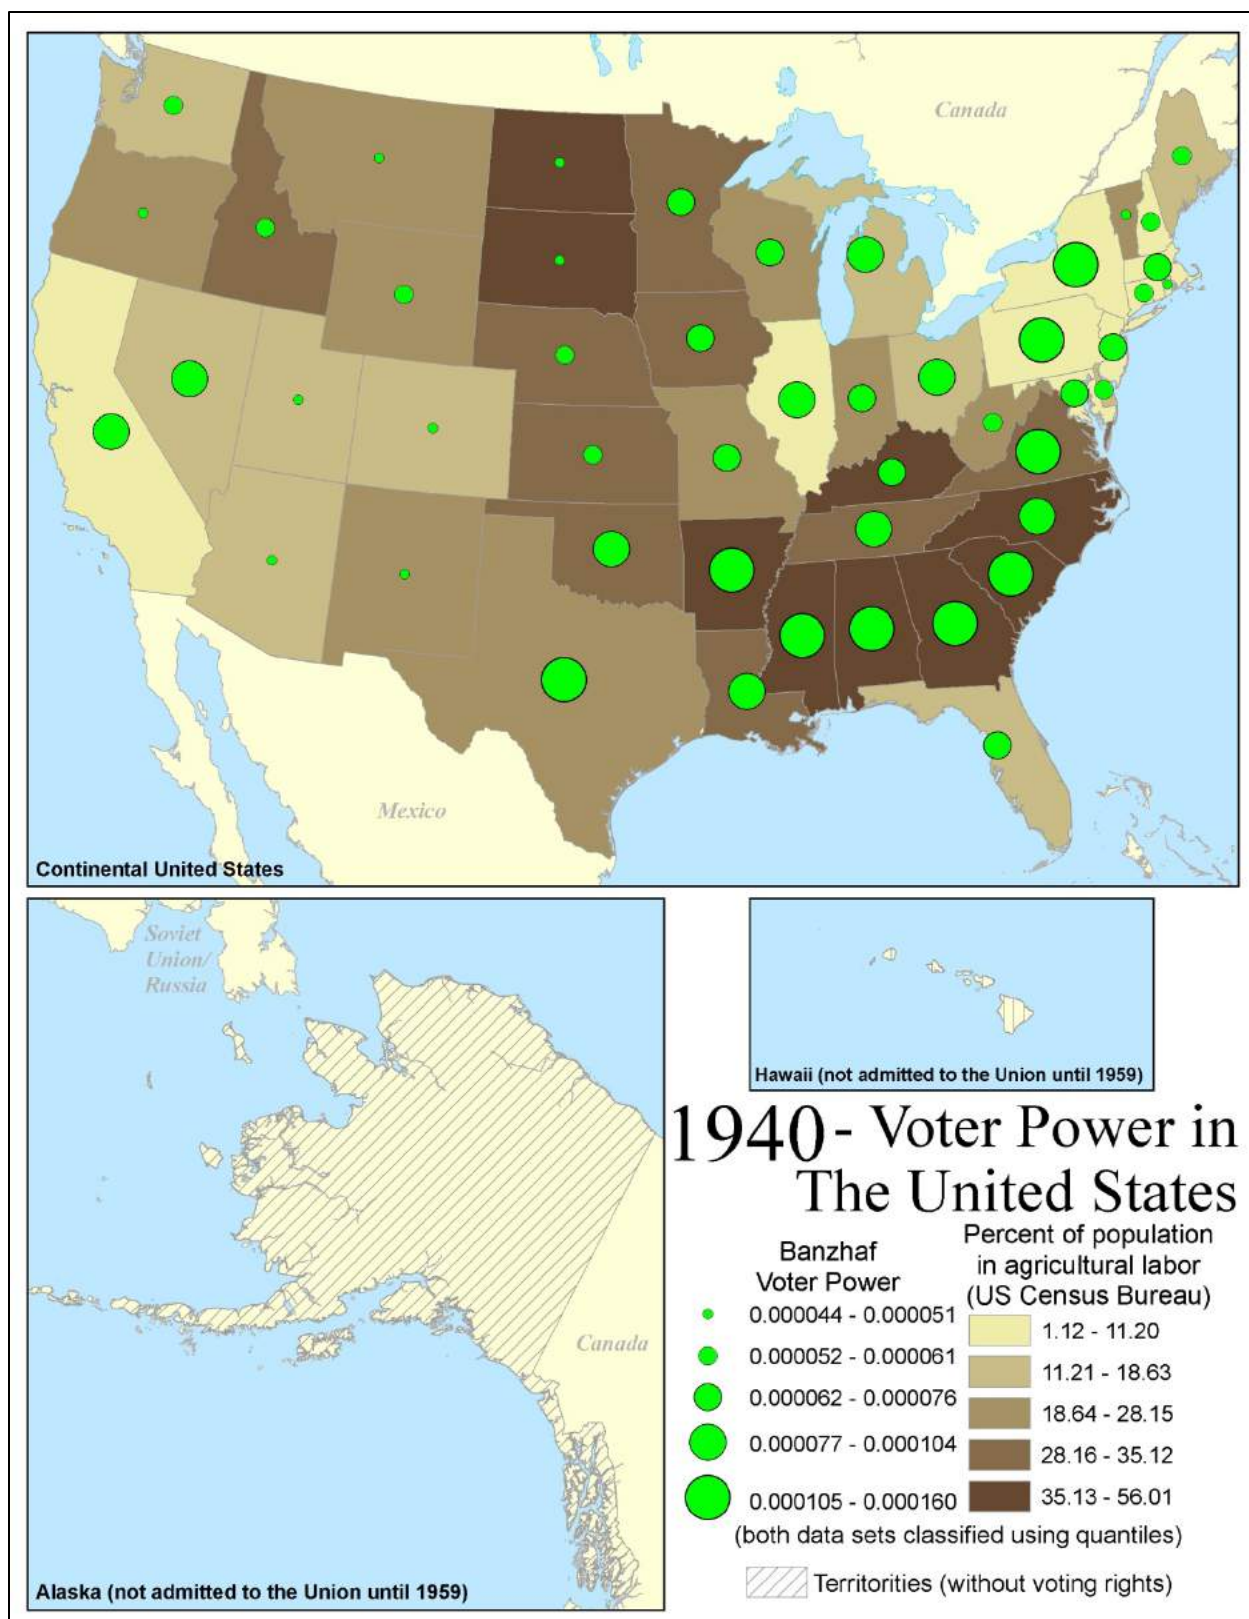 Canada
Mexico
Continental United States
Soviet
Union/
Russia
Canada
Alaska (not admitted to the Union until 1959)
Hawaii (not admitted to the Union until 1959)
1940 - Voter Power in
The United States
Banzhaf
Voter Power
0.000044 - 0.000051
0.000052 - 0.000061
0.000062 - 0.000076
0.000077 - 0.000104
0.000105 - 0.000160
Percent of population
in agricultural labor
(US Census Bureau)
1.12 - 11.20
11.21 - 18.63
18.64 - 28.15
28.16 - 35.12
35.13 - 56.01
(both data sets classified using quantiles)
Territorities (without voting rights)